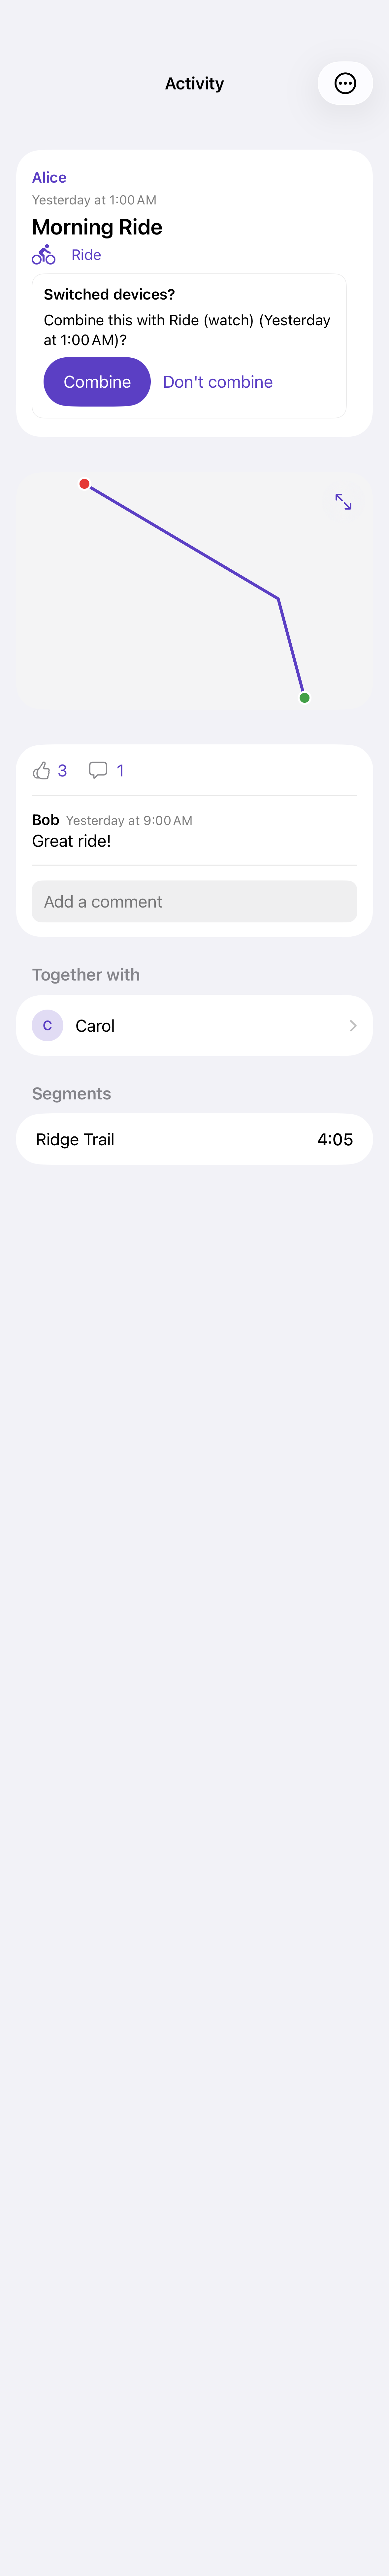 Activity
Alice
Yesterday at 1:00 AM
Morning Ride
Ride
Switched devices?
Combine this with Ride (watch) (Yesterday
at 1:00 AM)?
Combine Don't combine
3 1
Bob Yesterday at 9:00 AM
Great ride!
Add a comment
Together with
C Carol
Segments
Ridge Trail 4:05